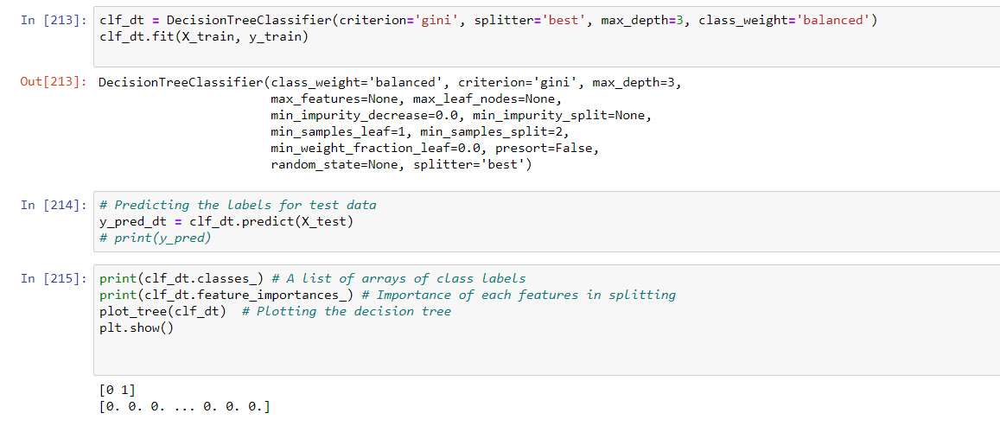 In [213]: clf_dt = DecisionTreeClassifier(criterion='gini', splitter='best', max_depth=3, class_weight='balanced')
clf_dt.fit(X_train, y_train)
Out[213]: DecisionTreeClassifier(class_weight='balanced', criterion='gini', max_depth=3,
max_features=None, max_leaf_nodes=None,
min_impurity_decrease=0.0, min_impurity_split=None,
min_samples_leaf=1, min_samples_split=2,
min_weight_fraction_leaf=0.0, presort=False,
random_state=None, splitter='best')
In [214]: # Predicting the labels for test data
y_pred_dt = clf_dt.predict(X_test)
# print(y_pred)
In [215]: print(clf_dt.classes_) # A list of arrays of class labels
print(clf_dt.feature_importances_) # Importance of each features in splitting
plot_tree(clf_dt)  # Plotting the decision tree
plt.show()
[0 1]
[0. 0. 0. ... 0. 0. 0.]